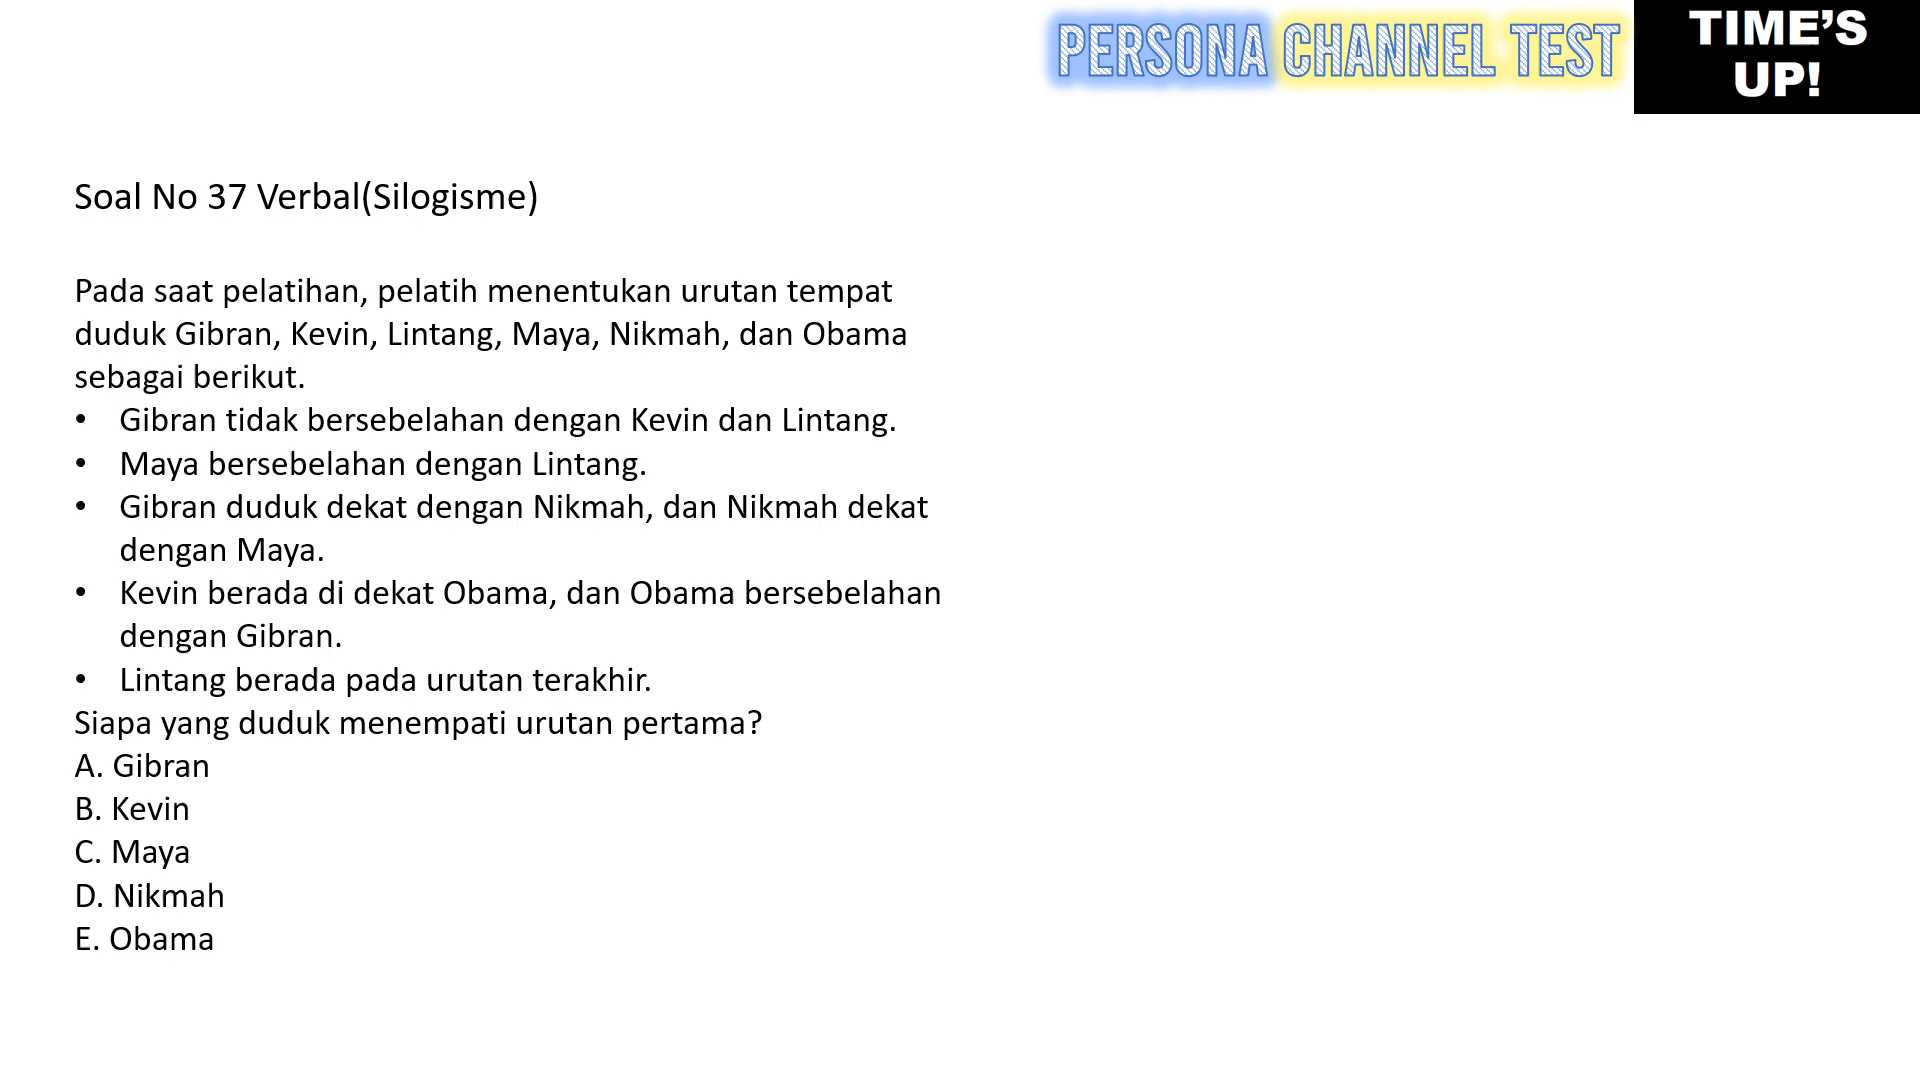 PERSONA CHANNEL TEST
TIME'S
UP!
Soal No 37 Verbal(Silogisme)
Pada saat pelatihan, pelatih menentukan urutan tempat
duduk Gibran, Kevin, Lintang, Maya, Nikmah, dan Obama
sebagai berikut.
• Gibran tidak bersebelahan dengan Kevin dan Lintang.
• Maya bersebelahan dengan Lintang.
• Gibran duduk dekat dengan Nikmah, dan Nikmah dekat
dengan Maya.
• Kevin berada di dekat Obama, dan Obama bersebelahan
dengan Gibran.
• Lintang berada pada urutan terakhir.
Siapa yang duduk menempati urutan pertama?
A. Gibran
B. Kevin
C. Maya
D. Nikmah
E. Obama